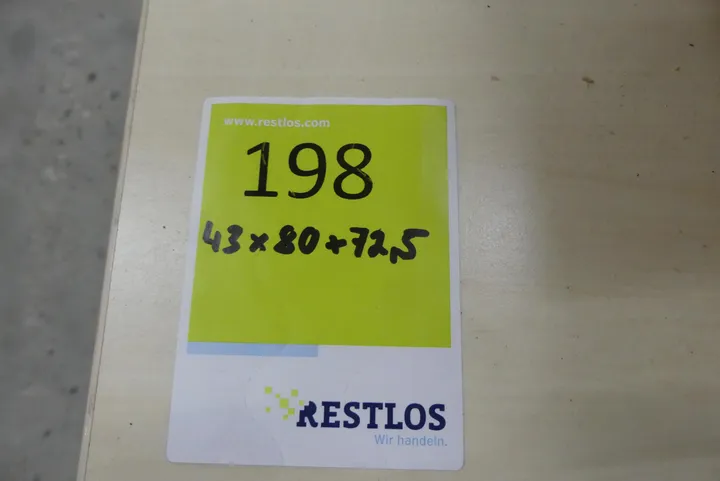 www.restlos.com
198
43x80x72,5
RESTLOS
Wir handeln.